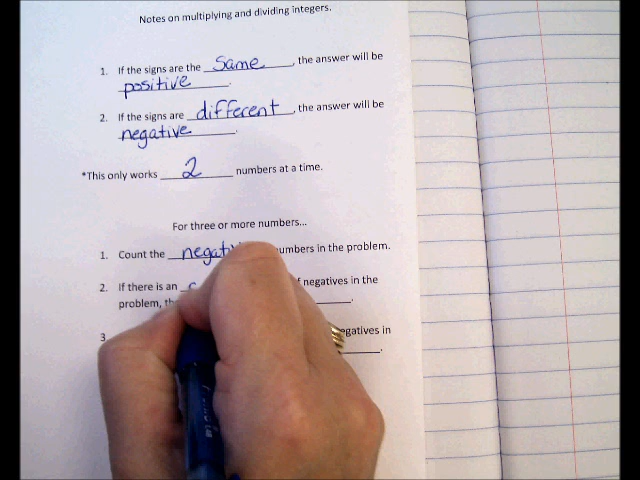 Notes on multiplying and dividing integers.
1. If the signs are the same, the answer will be
positive.
2. If the signs are different, the answer will be
negative.
*This only works 2 numbers at a time.
For three or more numbers...
1. Count the numbers in the problem.
2. If there is an negatives in the
problem,
3 in